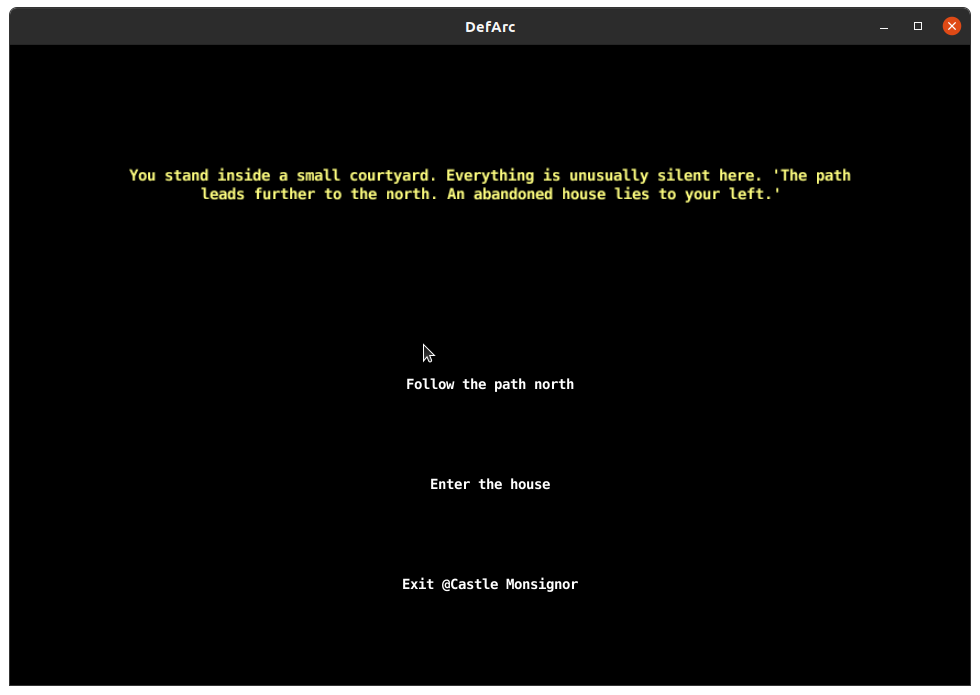 DefArc
You stand inside a small courtyard. Everything is unusually silent here. 'The path
leads further to the north. An abandoned house lies to your left.'
Follow the path north
Enter the house
Exit @Castle Monsignor